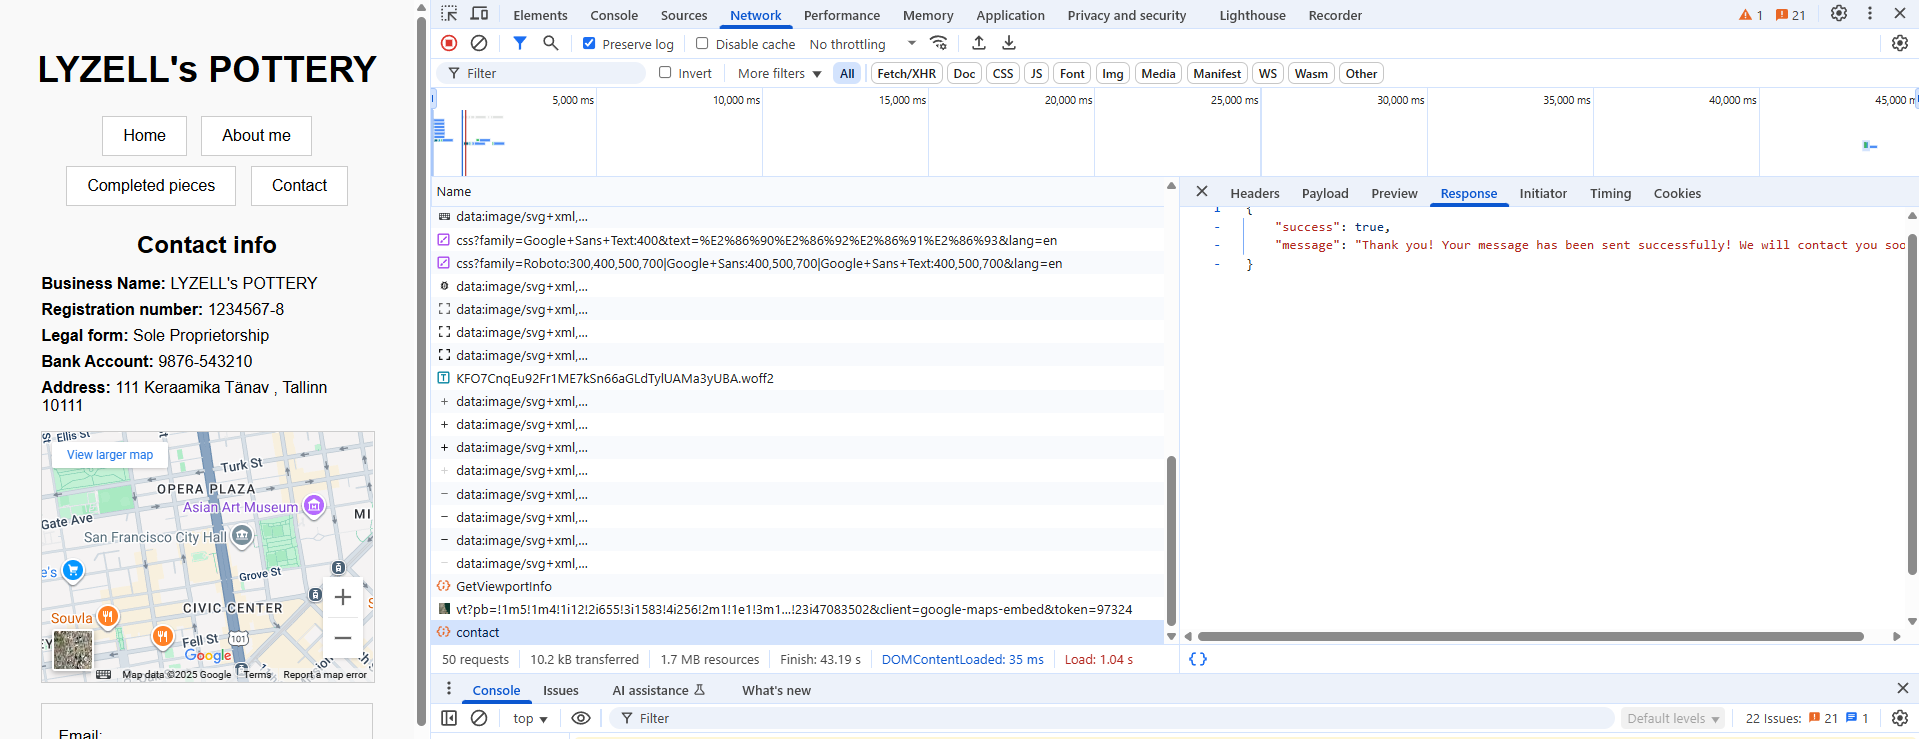 LYZELL's POTTERY
Home
About me
Completed pieces
Contact
Contact info
Business Name: LYZELL's POTTERY
Registration number: 1234567-8
Legal form: Sole Proprietorship
Bank Account: 9876-543210
Address: 111 Keraamika Tänav , Tallinn
10111
Ellis St
View larger map
Turk St
OPERA PLAZA
Asian Art Museum
MI
Gate Ave
San Francisco City Hall
e's
Grove St
CIVIC CENTER
Souvla
Fell St
101
Google
Map data ©2025 Google
Terms
Report a map error
Email:
Elements
Console
Sources
Network
Performance
Memory
Application
Privacy and security
Lighthouse
Recorder
1
21
Preserve log
Disable cache
No throttling
Filter
Invert
More filters
All
Fetch/XHR
Doc
CSS
JS
Font
Img
Media
Manifest
WS
Wasm
Other
5,000 ms
10,000 ms
15,000 ms
20,000 ms
25,000 ms
30,000 ms
35,000 ms
40,000 ms
45,000 m
Name
data:image/svg+xml,...
css?family=Google+Sans+Text:400&text=%E2%86%90%E2%86%92%E2%86%91%E2%86%93&lang=en
css?family=Roboto:300,400,500,700|Google+Sans:400,500,700|Google+Sans+Text:400,500,700&lang=en
data:image/svg+xml,...
data:image/svg+xml,...
data:image/svg+xml,...
data:image/svg+xml,...
KFO7CnqEu92Fr1ME7kSn66aGLdTylUAMa3yUBA.woff2
data:image/svg+xml,...
data:image/svg+xml,...
data:image/svg+xml,...
data:image/svg+xml,...
data:image/svg+xml,...
data:image/svg+xml,...
data:image/svg+xml,...
data:image/svg+xml,...
GetViewportInfo
vt?pb=!1m5!1m4!1i12!2i655!3i1583!4i256!2m1!1e1!3m1...!23i47083502&client=google-maps-embed&token=97324
contact
50 requests
10.2 kB transferred
1.7 MB resources
Finish: 43.19 s
DOMContentLoaded: 35 ms
Load: 1.04 s
Headers
Payload
Preview
Response
Initiator
Timing
Cookies
1 {
- "success": true,
- "message": "Thank you! Your message has been sent successfully! We will contact you soo
- }
{}
Console
Issues
AI assistance
What's new
top
Filter
Default levels
22 Issues:
21
1